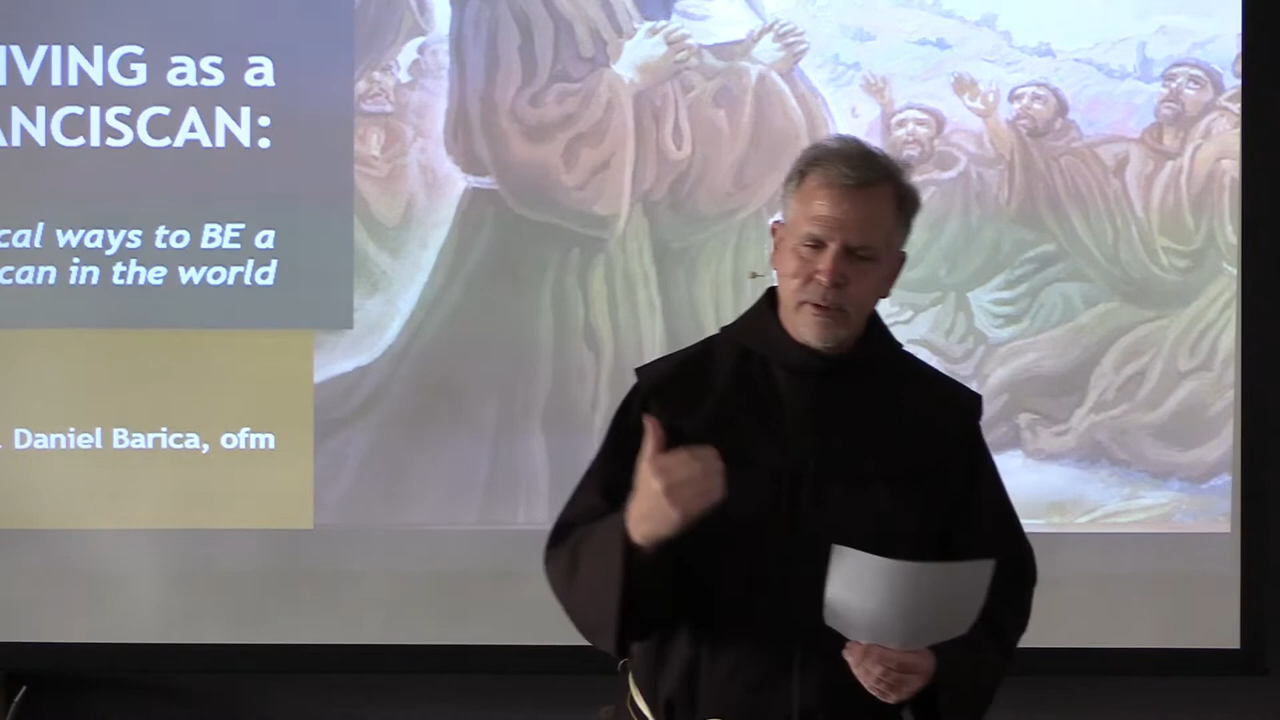 IVING as a
ANCISCAN:
cal ways to BE a
can in the world
. Daniel Barica, ofm